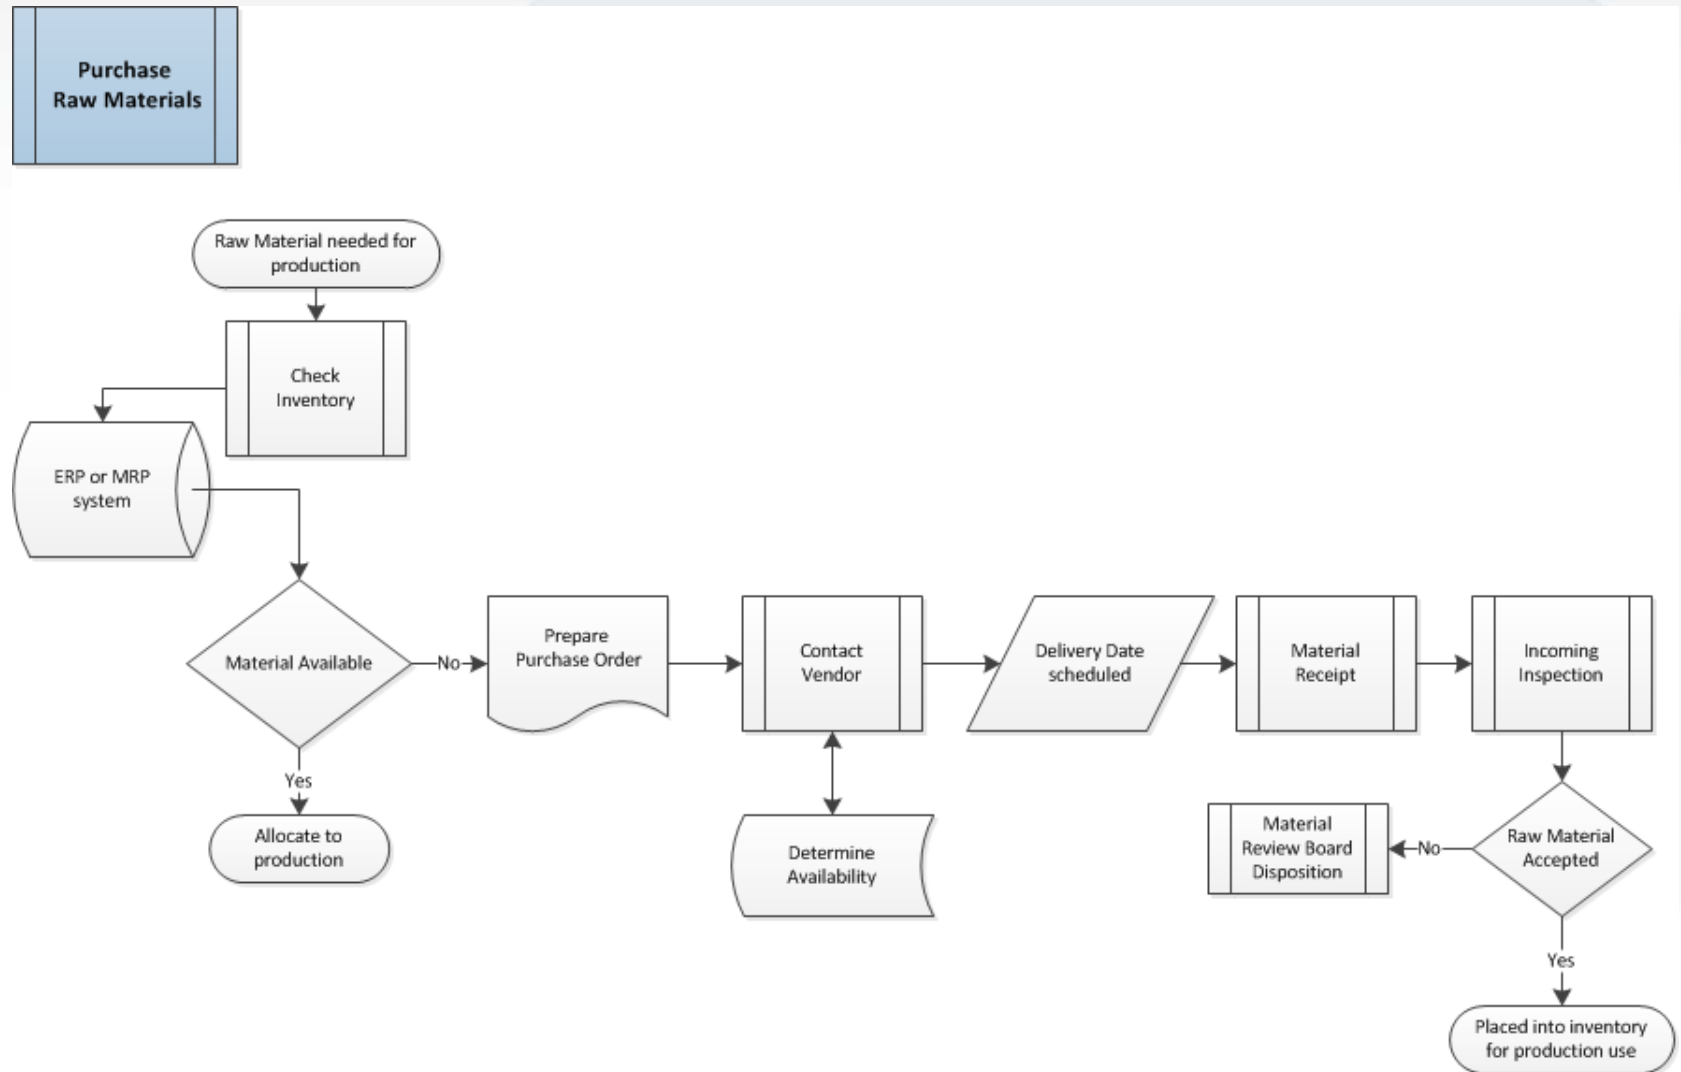 Purchase
Raw Materials
Raw Material needed for
production
Check
Inventory
ERP or MRP
system
Material Available
No
Prepare
Purchase Order
Contact
Vendor
Delivery Date
scheduled
Material
Receipt
Incoming
Inspection
Yes
Allocate to
production
Determine
Availability
Material
Review Board
Disposition
No
Raw Material
Accepted
Yes
Placed into inventory
for production use